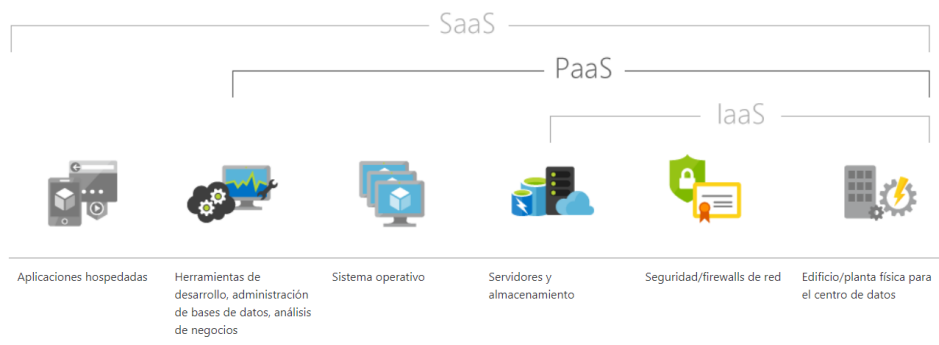 SaaS
PaaS
IaaS
Aplicaciones hospedadas
Herramientas de
desarrollo, administración
de bases de datos, análisis
de negocios
Sistema operativo
Servidores y
almacenamiento
Seguridad/firewalls de red
Edificio/planta física para
el centro de datos